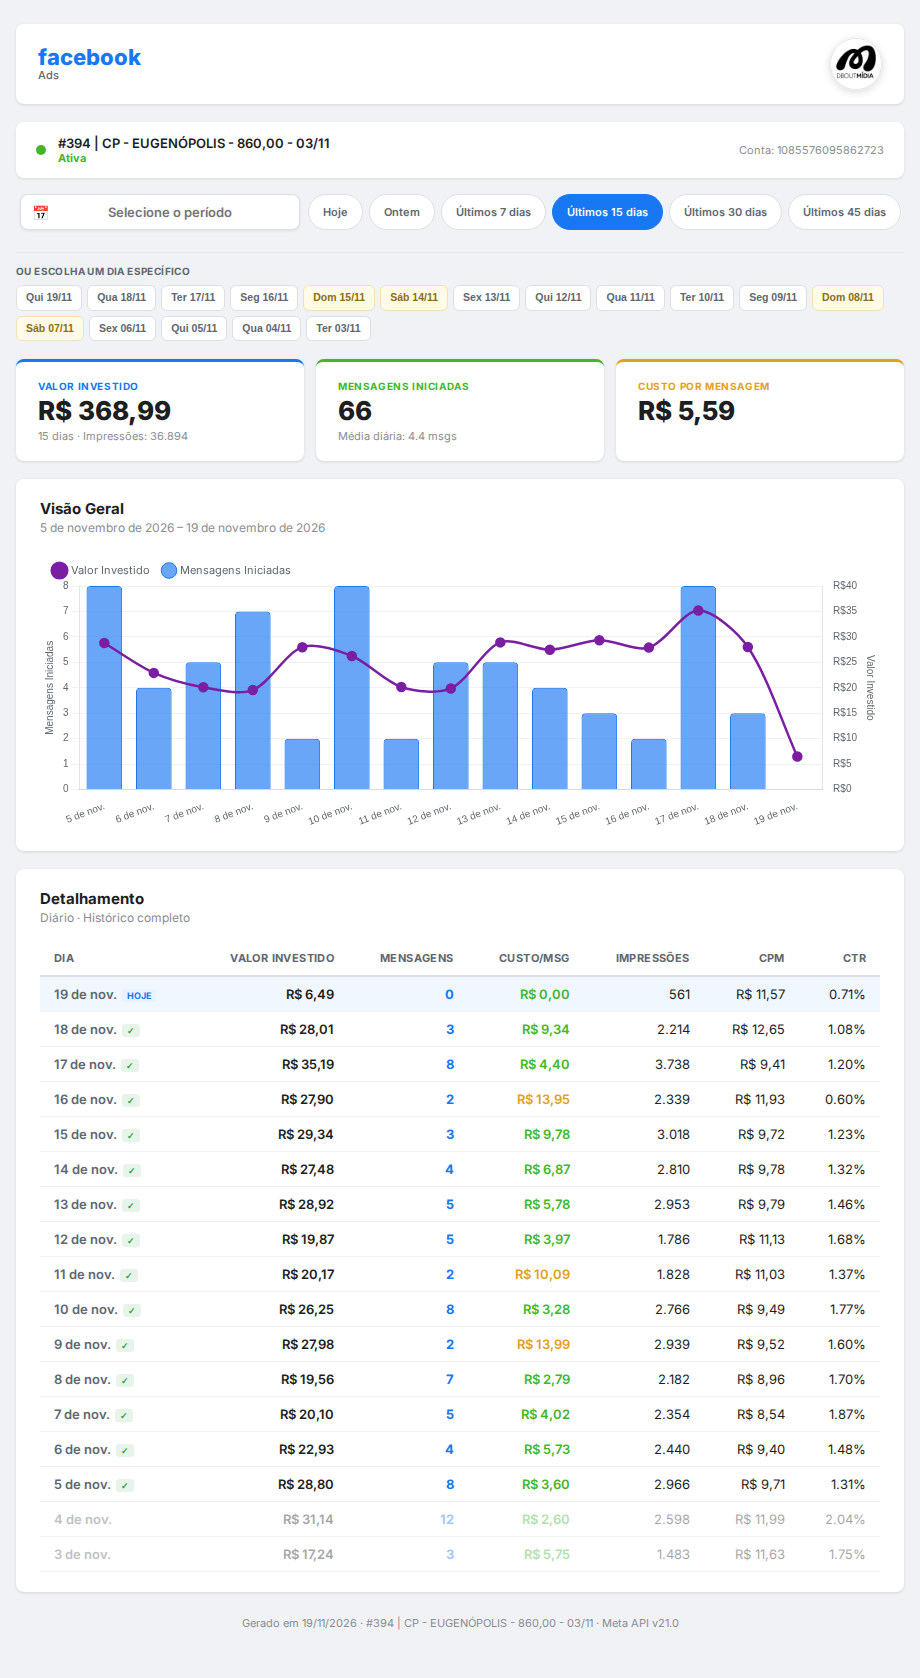 facebook
Ads
DBOUTMÍDIA
#394 | CP - EUGENÓPOLIS - 860,00 - 03/11
Ativa
Conta: 1085576095862723
Selecione o período
Hoje
Ontem
Últimos 7 dias
Últimos 15 dias
Últimos 30 dias
Últimos 45 dias
OU ESCOLHA UM DIA ESPECÍFICO
Qui 19/11
Qua 18/11
Ter 17/11
Seg 16/11
Dom 15/11
Sáb 14/11
Sex 13/11
Qui 12/11
Qua 11/11
Ter 10/11
Seg 09/11
Dom 08/11
Sáb 07/11
Sex 06/11
Qui 05/11
Qua 04/11
Ter 03/11
VALOR INVESTIDO
R$ 368,99
15 dias · Impressões: 36.894
MENSAGENS INICIADAS
66
Média diária: 4.4 msgs
CUSTO POR MENSAGEM
R$ 5,59
Visão Geral
5 de novembro de 2026 – 19 de novembro de 2026
Valor Investido
Mensagens Iniciadas
8
7
6
5
4
3
2
1
0
Mensagens Iniciadas
R$40
R$35
R$30
R$25
R$20
R$15
R$10
R$5
R$0
Valor Investido
5 de nov.
6 de nov.
7 de nov.
8 de nov.
9 de nov.
10 de nov.
11 de nov.
12 de nov.
13 de nov.
14 de nov.
15 de nov.
16 de nov.
17 de nov.
18 de nov.
19 de nov.
Detalhamento
Diário · Histórico completo
DIA VALOR INVESTIDO MENSAGENS CUSTO/MSG IMPRESSÕES CPM CTR
19 de nov. HOJE R$ 6,49 0 R$ 0,00 561 R$ 11,57 0.71%
18 de nov. ✓ R$ 28,01 3 R$ 9,34 2.214 R$ 12,65 1.08%
17 de nov. ✓ R$ 35,19 8 R$ 4,40 3.738 R$ 9,41 1.20%
16 de nov. ✓ R$ 27,90 2 R$ 13,95 2.339 R$ 11,93 0.60%
15 de nov. ✓ R$ 29,34 3 R$ 9,78 3.018 R$ 9,72 1.23%
14 de nov. ✓ R$ 27,48 4 R$ 6,87 2.810 R$ 9,78 1.32%
13 de nov. ✓ R$ 28,92 5 R$ 5,78 2.953 R$ 9,79 1.46%
12 de nov. ✓ R$ 19,87 5 R$ 3,97 1.786 R$ 11,13 1.68%
11 de nov. ✓ R$ 20,17 2 R$ 10,09 1.828 R$ 11,03 1.37%
10 de nov. ✓ R$ 26,25 8 R$ 3,28 2.766 R$ 9,49 1.77%
9 de nov. ✓ R$ 27,98 2 R$ 13,99 2.939 R$ 9,52 1.60%
8 de nov. ✓ R$ 19,56 7 R$ 2,79 2.182 R$ 8,96 1.70%
7 de nov. ✓ R$ 20,10 5 R$ 4,02 2.354 R$ 8,54 1.87%
6 de nov. ✓ R$ 22,93 4 R$ 5,73 2.440 R$ 9,40 1.48%
5 de nov. ✓ R$ 28,80 8 R$ 3,60 2.966 R$ 9,71 1.31%
4 de nov. R$ 31,14 12 R$ 2,60 2.598 R$ 11,99 2.04%
3 de nov. R$ 17,24 3 R$ 5,75 1.483 R$ 11,63 1.75%
Gerado em 19/11/2026 · #394 | CP - EUGENÓPOLIS - 860,00 - 03/11 · Meta API v21.0